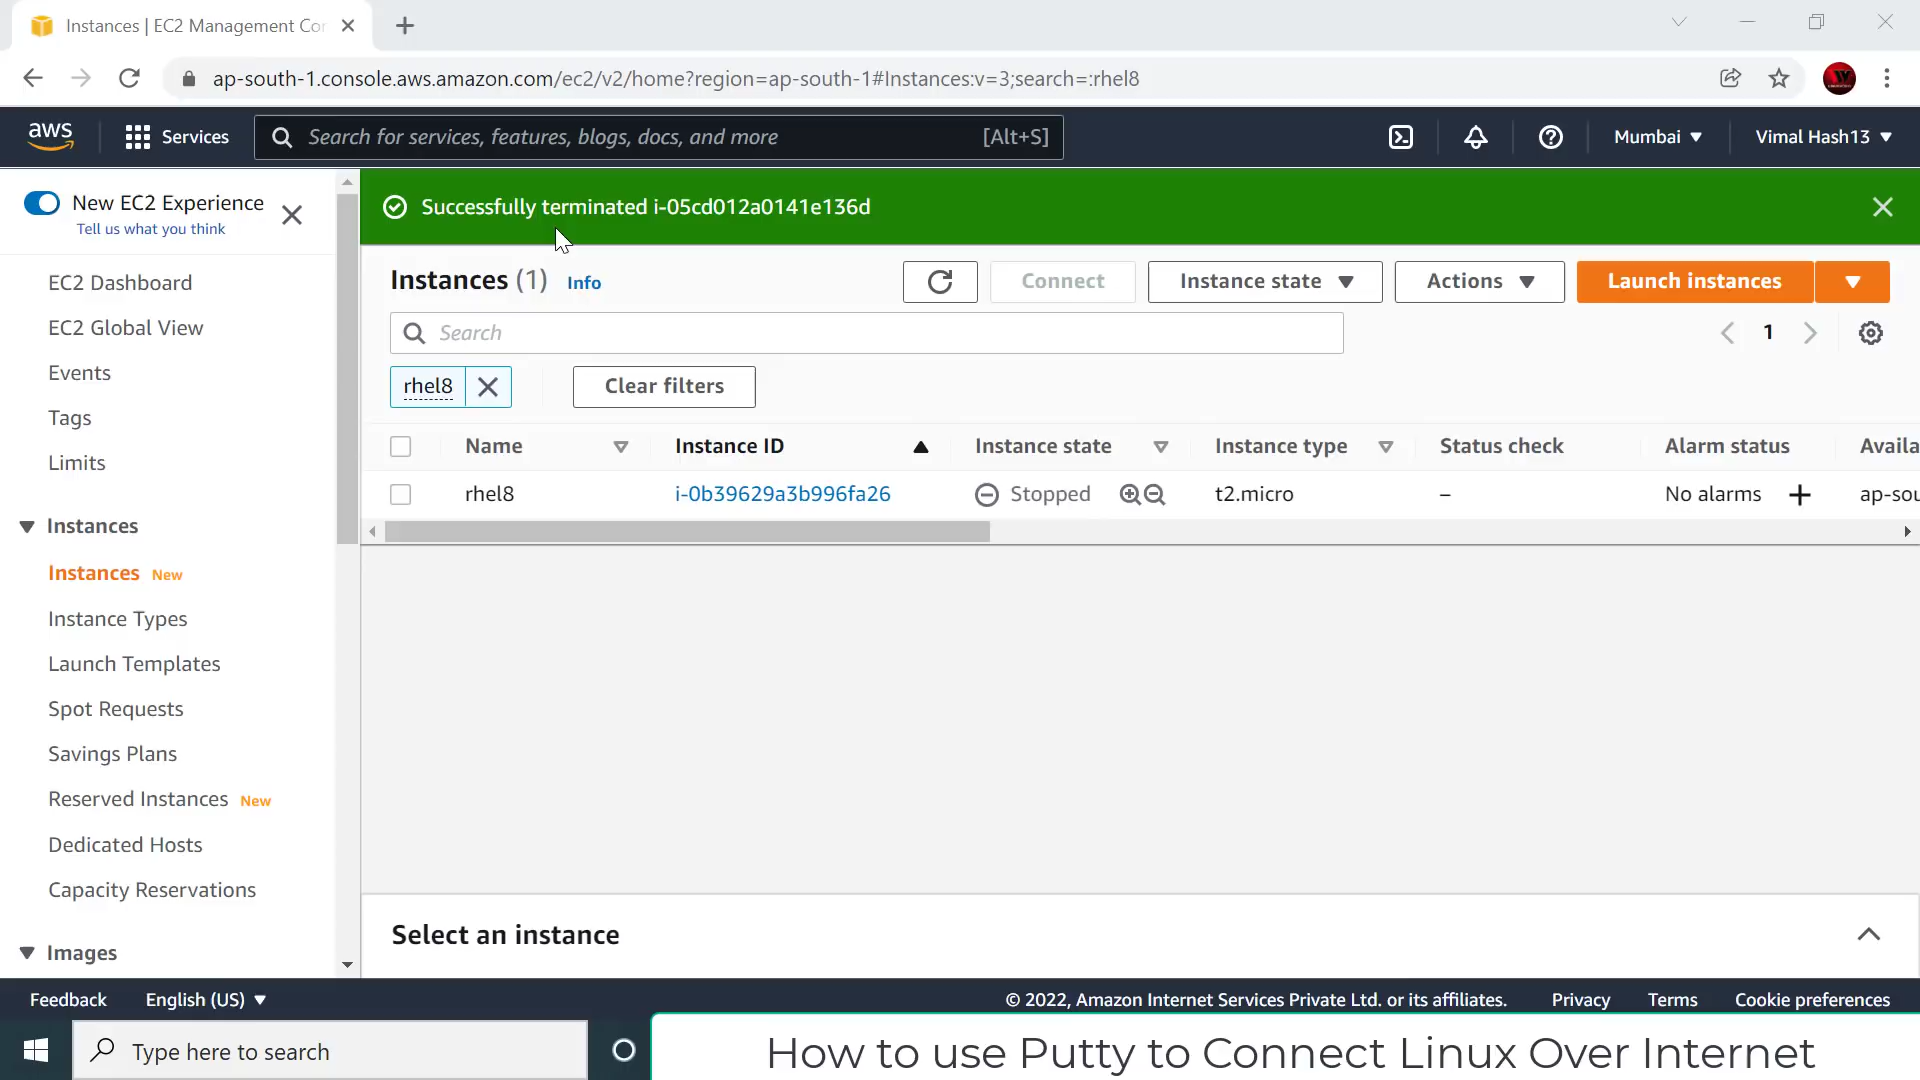 Instances | EC2 Management Cor
ap-south-1.console.aws.amazon.com/ec2/v2/home?region=ap-south-1#Instances:v=3;search=:rhel8
aws Services Search for services, features, blogs, docs, and more [Alt+S] Mumbai Vimal Hash13
New EC2 Experience
Tell us what you think
EC2 Dashboard
EC2 Global View
Events
Tags
Limits
Instances
Instances New
Instance Types
Launch Templates
Spot Requests
Savings Plans
Reserved Instances New
Dedicated Hosts
Capacity Reservations
Images
Successfully terminated i-05cd012a0141e136d
Instances (1) Info Connect Instance state Actions Launch instances
Search 1
rhel8 Clear filters
Name Instance ID Instance state Instance type Status check Alarm status Availa
rhel8 i-0b39629a3b996fa26 Stopped t2.micro – No alarms + ap-sou
Select an instance
Feedback English (US) © 2022, Amazon Internet Services Private Ltd. or its affiliates. Privacy Terms Cookie preferences
Type here to search
How to use Putty to Connect Linux Over Internet